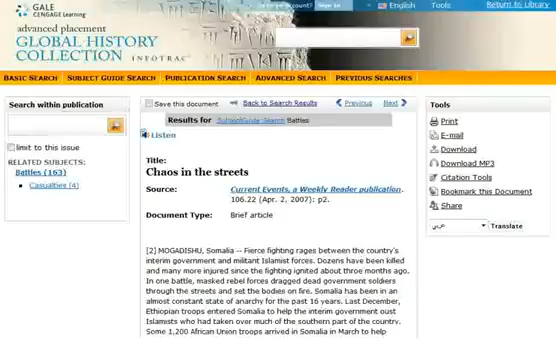 GALE
CENGAGE Learning
account? Sign in
English Tools Return to Library
advanced placement
GLOBAL HISTORY
COLLECTION INFOTRAC
BASIC SEARCH SUBJECT GUIDE SEARCH PUBLICATION SEARCH ADVANCED SEARCH PREVIOUS SEARCHES
Search within publication
limit to this issue
RELATED SUBJECTS:
Battles (163)
Casualties (4)
Save this document Back to Search Results Previous Next
Results for Subject Guide Search Battles
Listen
Title:
Chaos in the streets
Source: Current Events, a Weekly Reader publication.
106.22 (Apr. 2, 2007): p2.
Document Type: Brief article
[2] MOGADISHU, Somalia -- Fierce fighting rages between the country's
interim government and militant Islamist forces. Dozens have been killed
and many more injured since the fighting ignited about three months ago.
In one battle, masked rebel forces dragged dead government soldiers
through the streets and set the bodies on fire. Somalia has been in an
almost constant state of anarchy for the past 16 years. Last December,
Ethiopian troops entered Somalia to help the interim government oust
Islamists who had taken over much of the southern part of the country.
Some 1,200 African Union troops arrived in Somalia in March to help
Tools
Print
E-mail
Download
Download MP3
Citation Tools
Bookmark this Document
Share
Translate